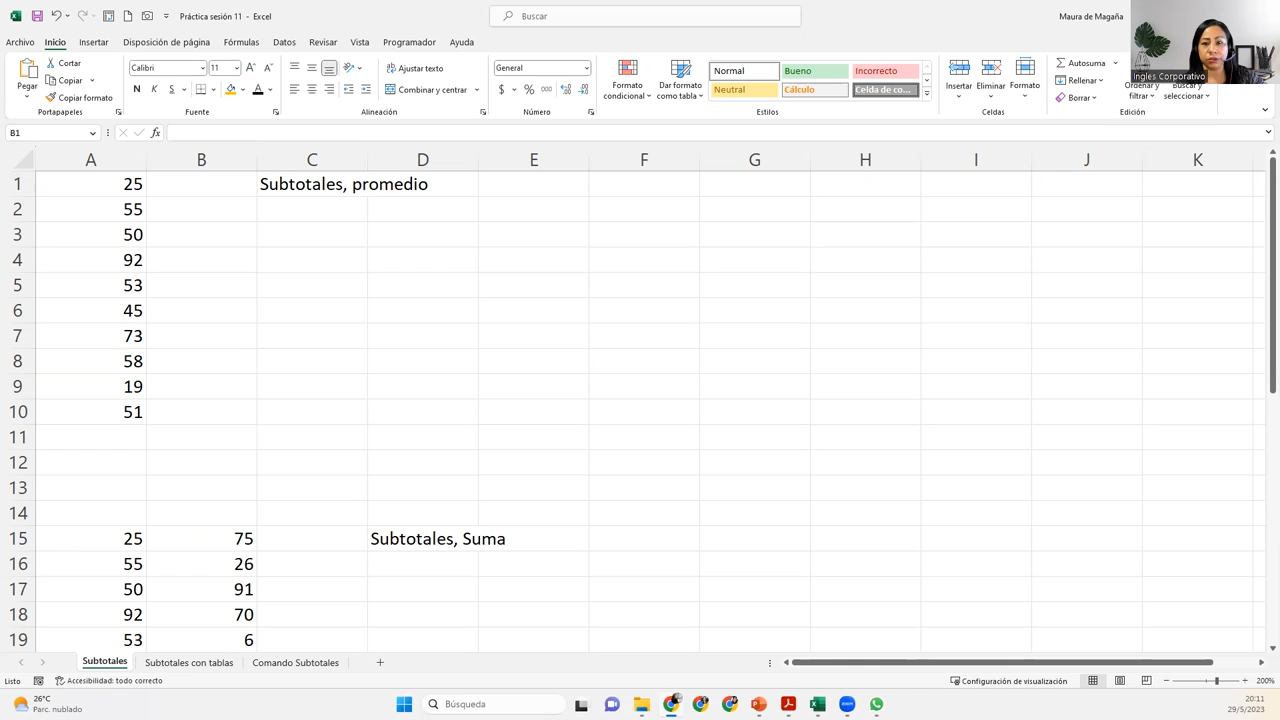 Práctica sesión 11 - Excel
Buscar
Maura de Magaña
Archivo Inicio Insertar Disposición de página Fórmulas Datos Revisar Vista Programador Ayuda
Pegar
Cortar
Copiar
Copiar formato
Portapapeles
Calibri 11
N K S
Fuente
Ajustar texto
Combinar y centrar
Alineación
General
$ % 000
Número
Formato condicional
Dar formato como tabla
Normal Bueno Incorrecto
Neutral Cálculo Celda de co...
Estilos
Insertar Eliminar Formato
Celdas
Autosuma
Rellenar
Borrar
Ordenar y filtrar
Buscar y seleccionar
Edición
Ingles Corporativo
B1
fx
A B C D E F G H I J K
1 25 Subtotales, promedio
2 55
3 50
4 92
5 53
6 45
7 73
8 58
9 19
10 51
11
12
13
14
15 25 75 Subtotales, Suma
16 55 26
17 50 91
18 92 70
19 53 6
Subtotales Subtotales con tablas Comando Subtotales
Listo Accesibilidad: todo correcto Configuración de visualización 200%
26°C
Parc. nublado
Búsqueda
20:11
29/5/2023